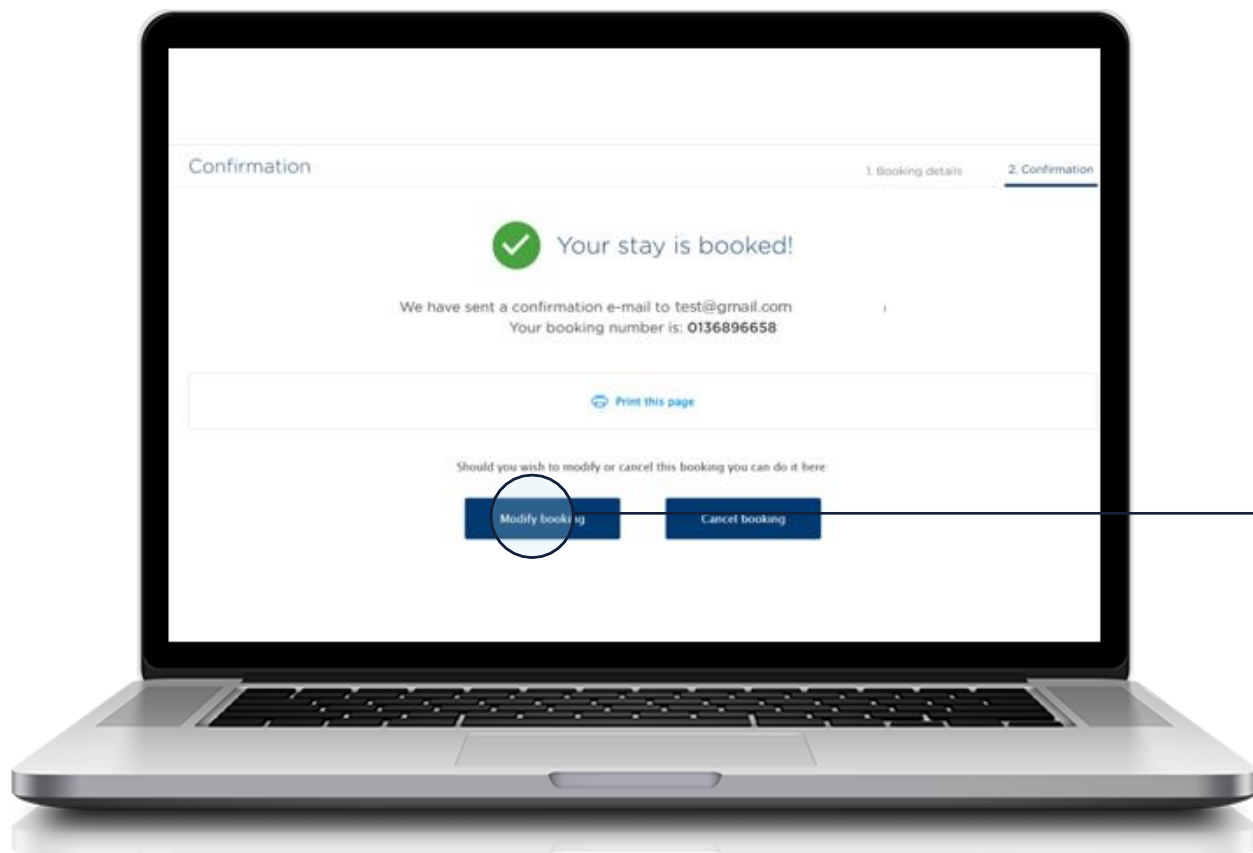 Confirmation
1. Booking details
2. Confirmation
Your stay is booked!
We have sent a confirmation e-mail to test@gmail.com
Your booking number is: 0136896658
Print this page
Should you wish to modify or cancel this booking you can do it here
Modify booking
Cancel booking